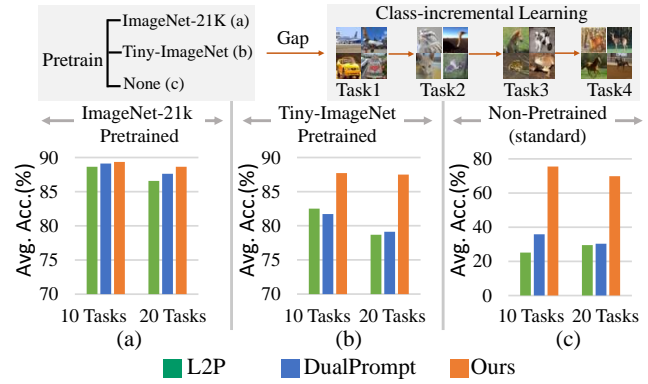 Pretrain
ImageNet-21K (a)
Tiny-ImageNet (b)
None (c)
Gap
Class-incremental Learning
Task1 Task2 Task3 Task4
ImageNet-21k
Pretrained
Tiny-ImageNet
Pretrained
Non-Pretrained
(standard)
Avg. Acc.(%)
90
85
80
75
70
10 Tasks 20 Tasks
(a)
Avg. Acc.(%)
90
85
80
75
70
10 Tasks 20 Tasks
(b)
Avg. Acc.(%)
80
60
40
20
0
10 Tasks 20 Tasks
(c)
L2P DualPrompt Ours